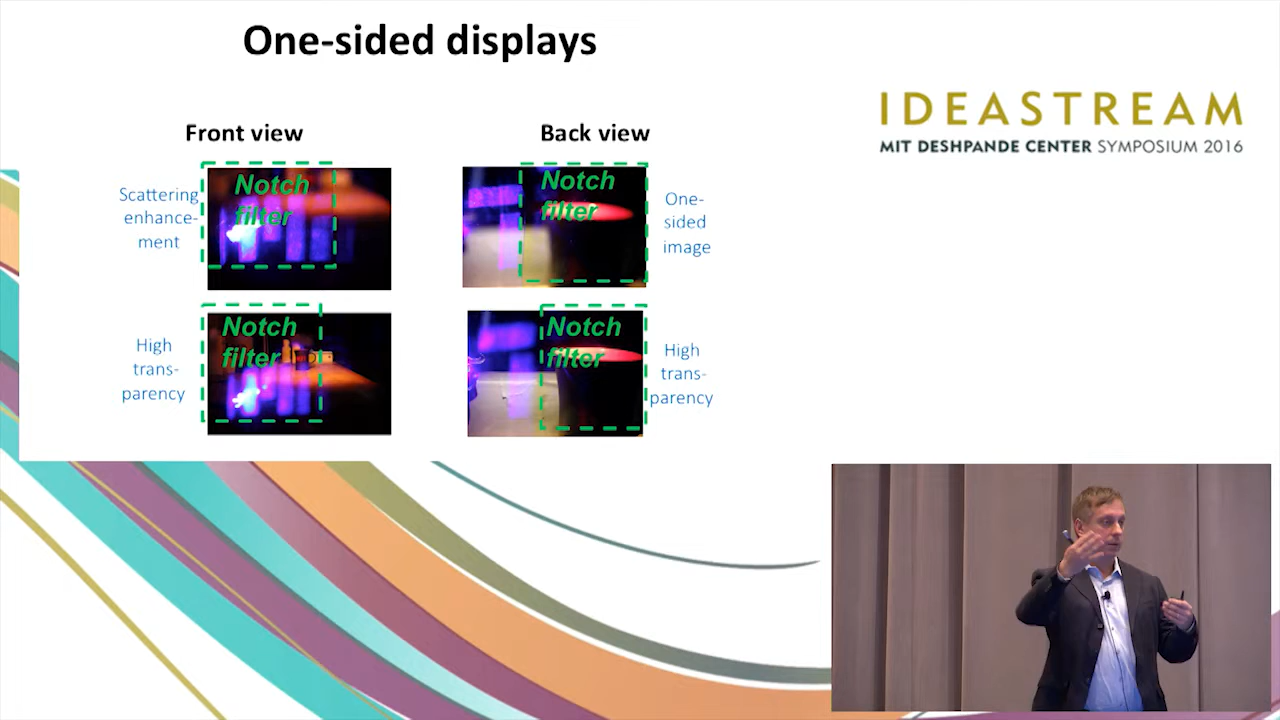 One-sided displays
IDEASTREAM
MIT DESHPANDE CENTER SYMPOSIUM 2016
Front view
Back view
Scattering
enhance-
ment
Notch
filter
Notch
filter
One-
sided
image
High
trans-
parency
Notch
filter
Notch
filter
High
trans-
parency